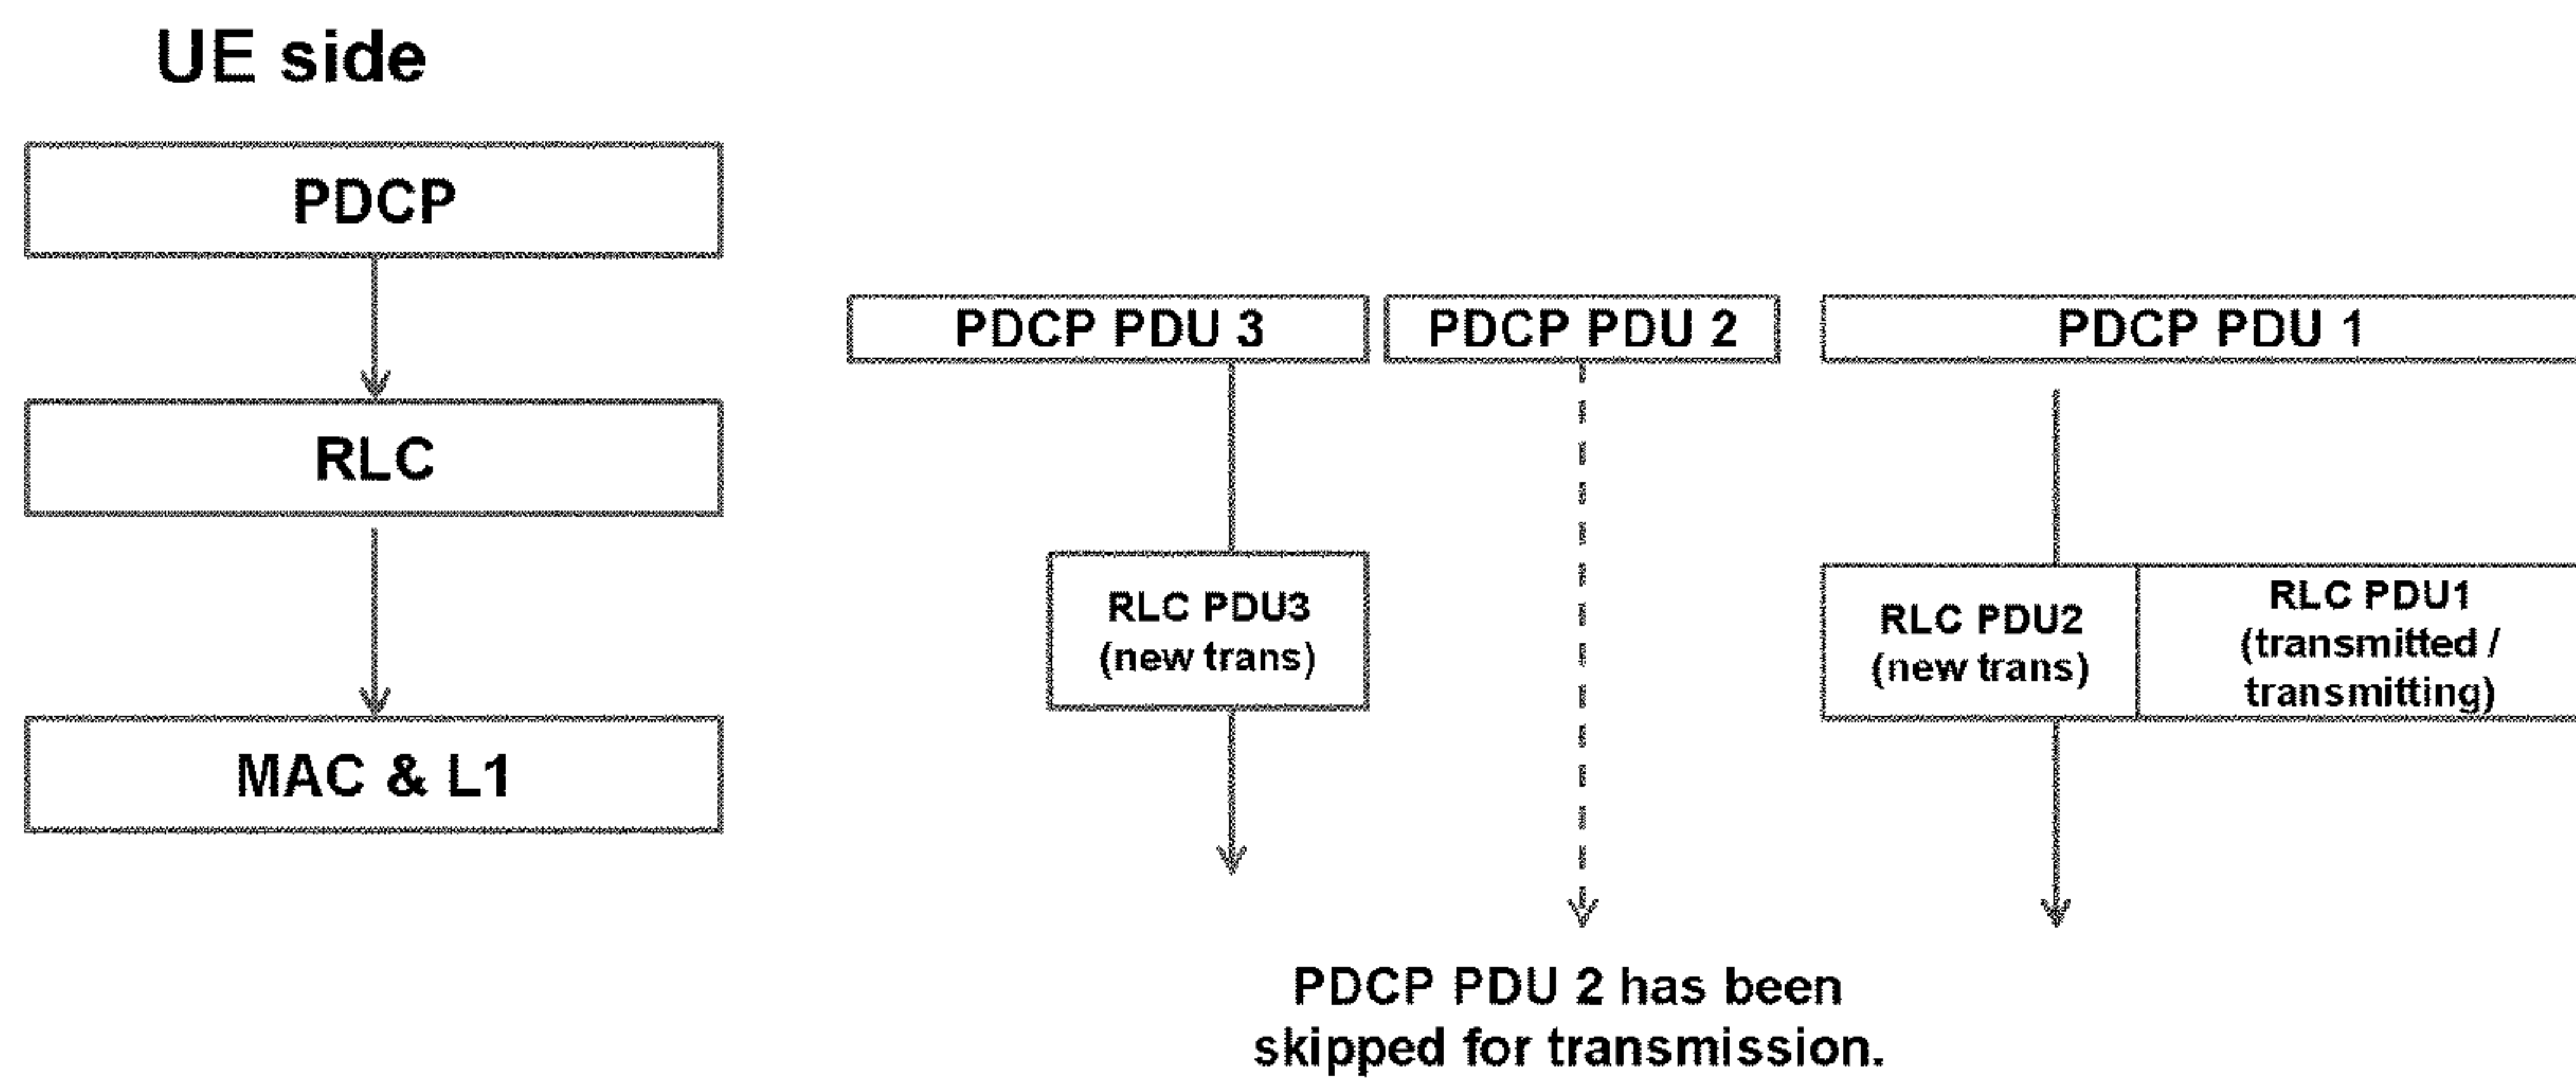 UE side
PDCP
RLC
MAC & L1
PDCP PDU 3
PDCP PDU 2
PDCP PDU 1
RLC PDU3
(new trans)
RLC PDU2
(new trans)
RLC PDU1
(transmitted /
transmitting)
PDCP PDU 2 has been
skipped for transmission.